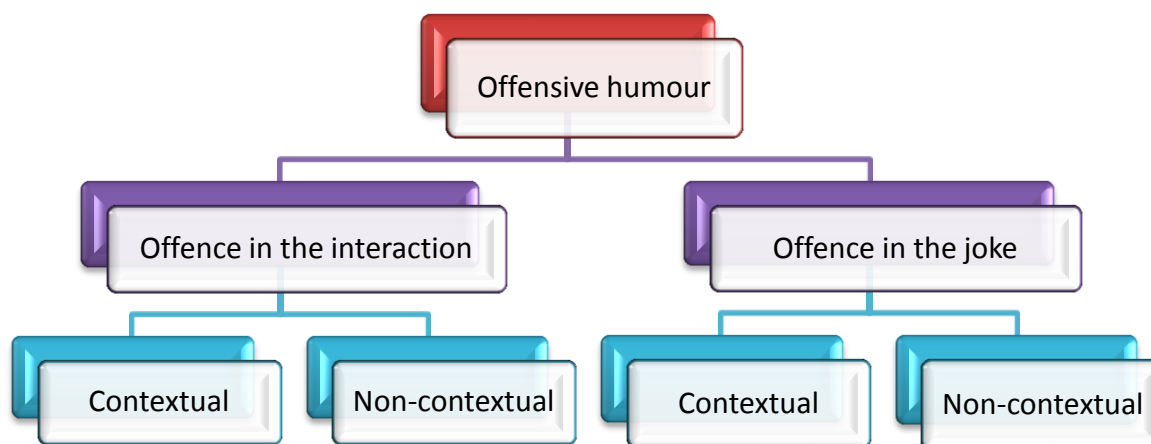 Offensive humour
Offence in the interaction
Offence in the joke
Contextual
Non-contextual
Contextual
Non-contextual